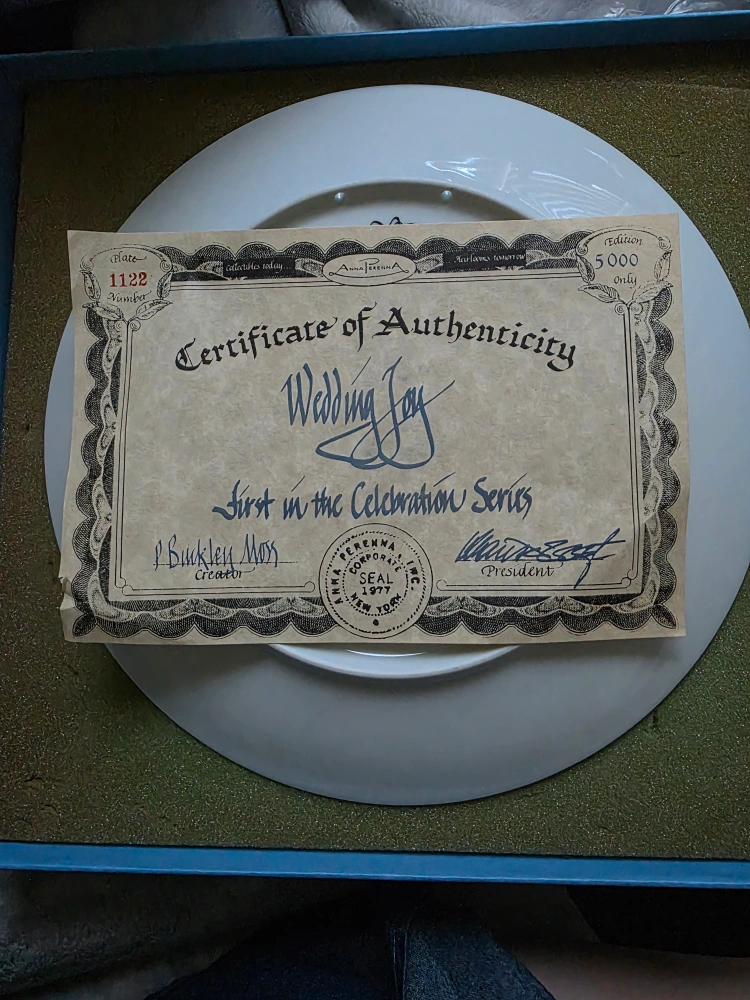 Plate
1122
Number
Collectibles today...
ANNA PERENNA
Heirlooms tomorrow
Edition
5000
Only
Certificate of Authenticity
Wedding Joy
First in the Celebration Series
P Buckley Moss
Creator
ANNA PERENNA, INC.
CORPORATE
SEAL
1977
NEW YORK
President